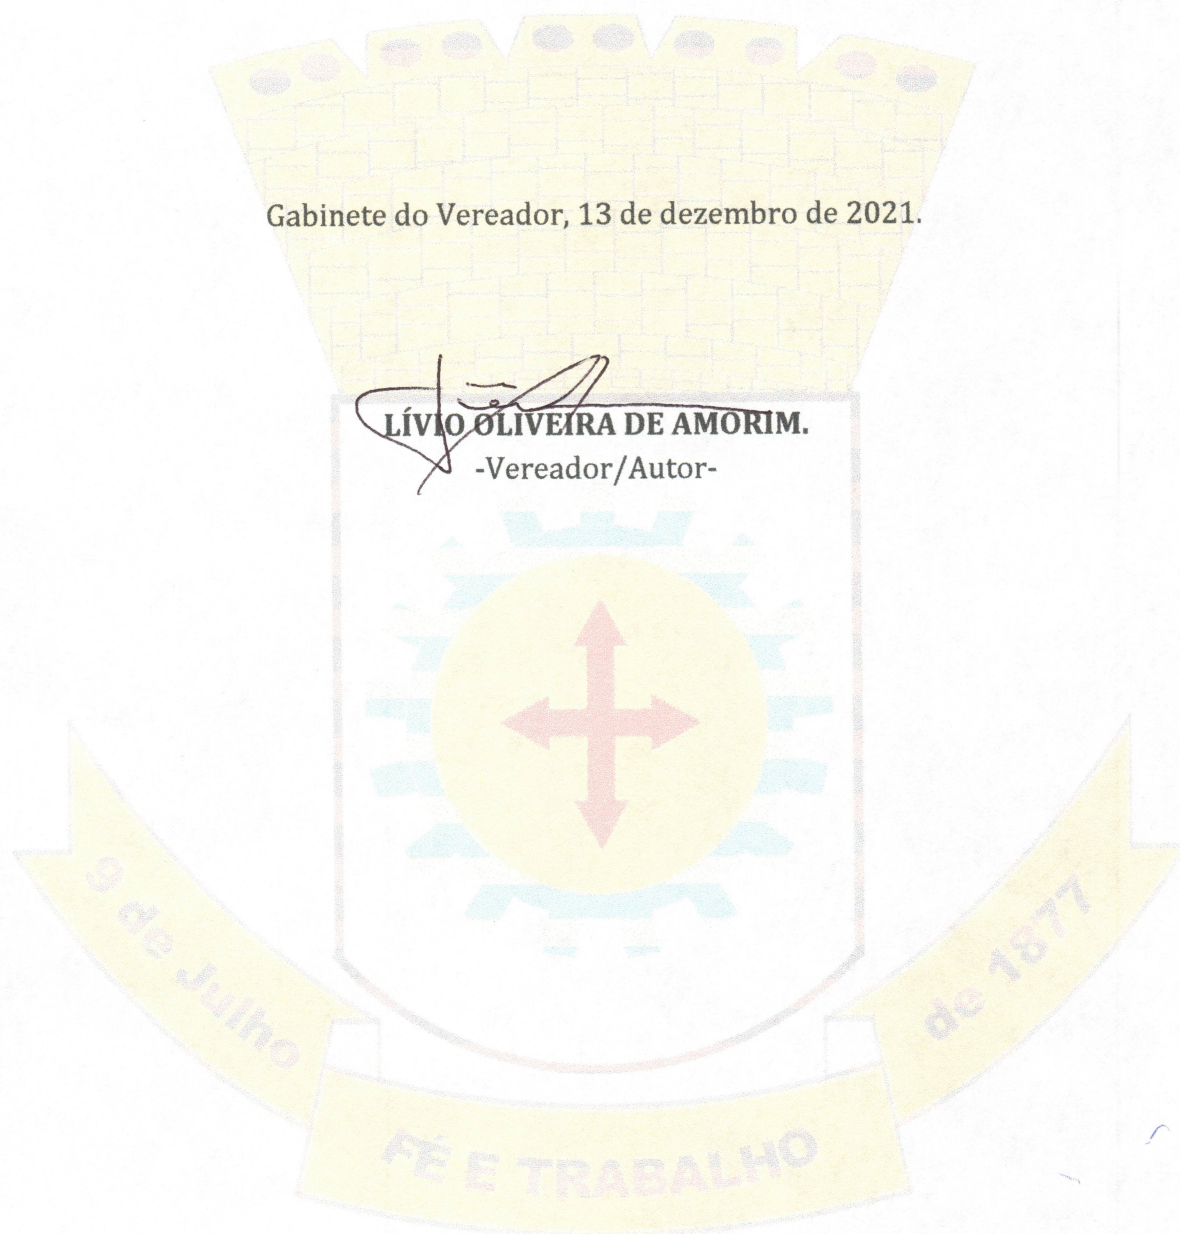 Gabinete do Vereador, 13 de dezembro de 2021.
LÍVIO OLIVEIRA DE AMORIM.
-Vereador/Autor-
9 de Julho
de 1877
FÉ E TRABALHO